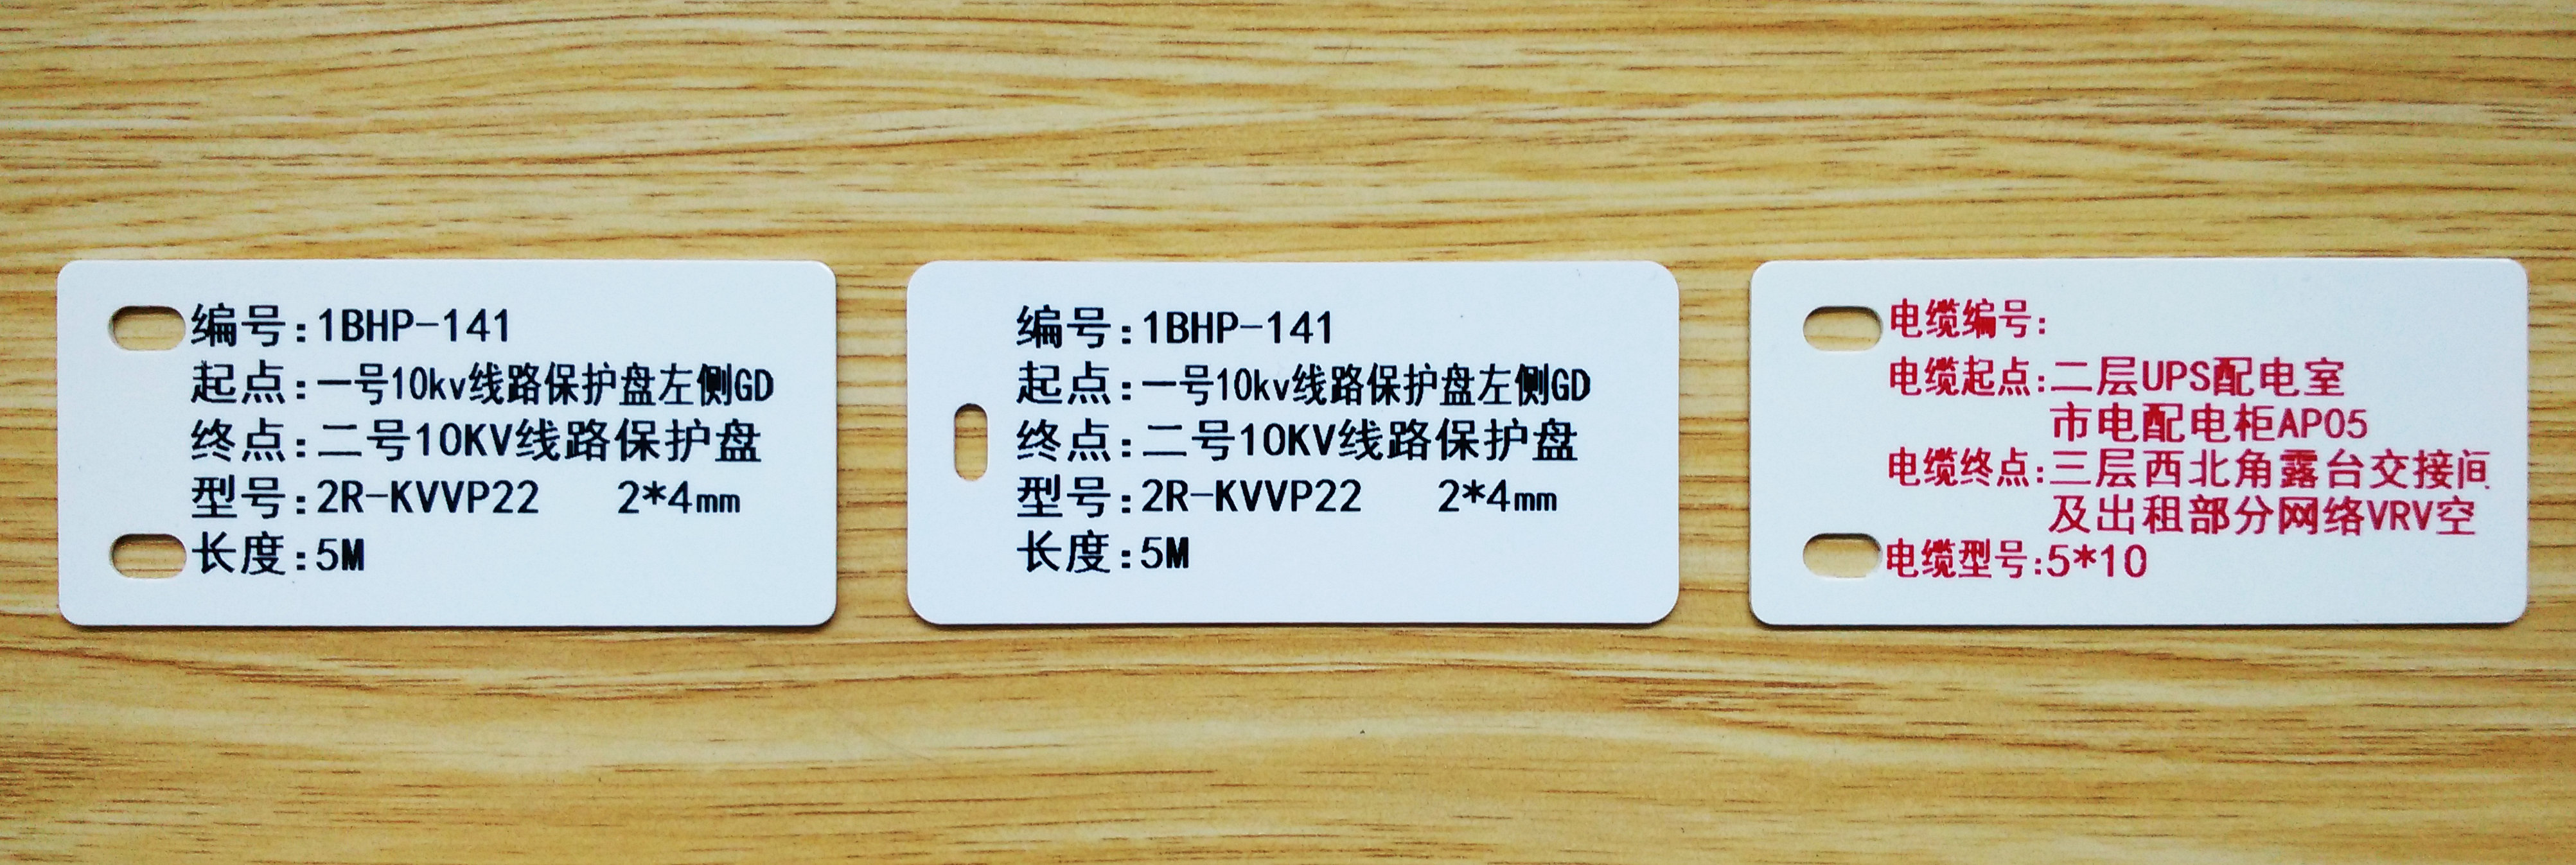 编号:1BHP-141
起点:一号10kv线路保护盘左侧GD
终点:二号10KV线路保护盘
型号:2R-KVVP22 2*4mm
长度:5M
编号:1BHP-141
起点:一号10kv线路保护盘左侧GD
终点:二号10KV线路保护盘
型号:2R-KVVP22 2*4mm
长度:5M
电缆编号:
电缆起点:二层UPS配电室
市电配电柜AP05
电缆终点:三层西北角露台交接间
及出租部分网络VRV空
电缆型号:5*10